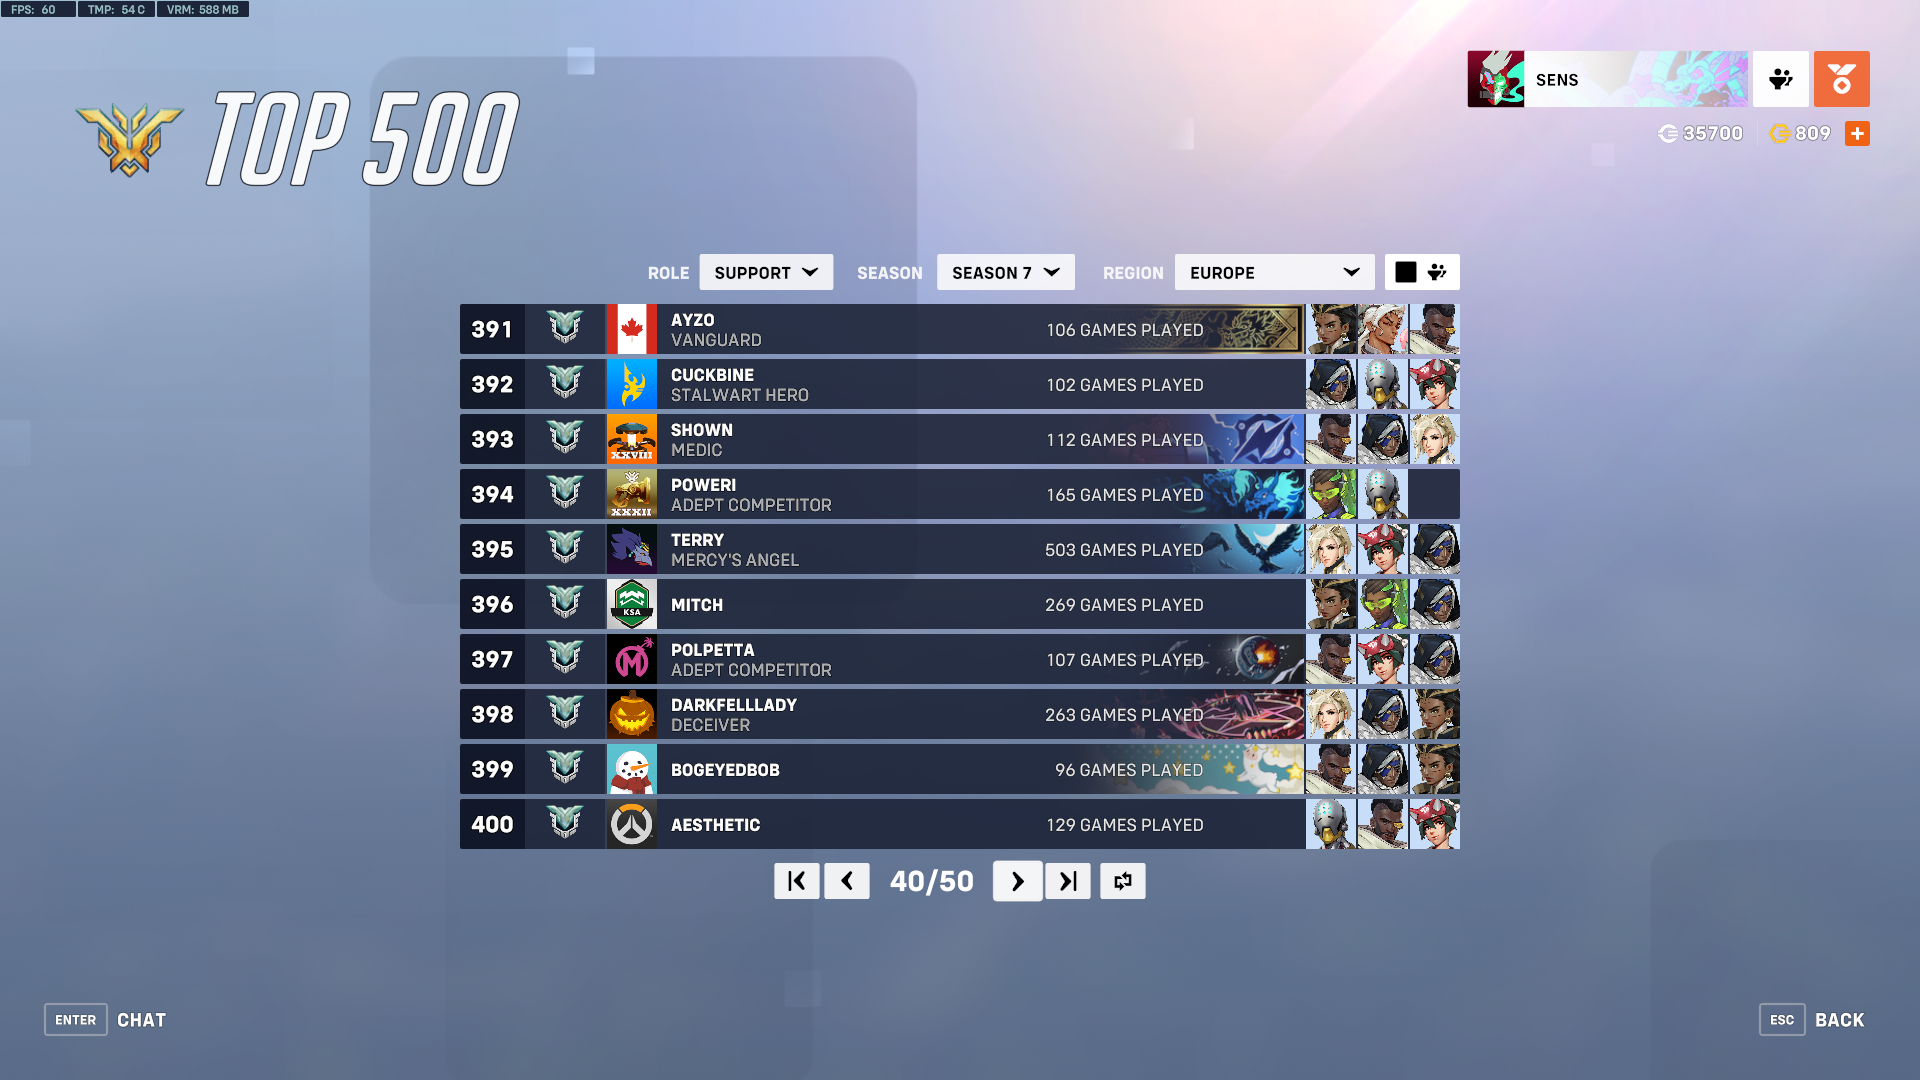 FPS: 60 TMP: 54 C VRM: 588 MB
TOP 500
SENS
35700 809
ROLE SUPPORT SEASON SEASON 7 REGION EUROPE
391 AYZO VANGUARD 106 GAMES PLAYED
392 CUCKBINE STALWART HERO 102 GAMES PLAYED
393 XXVIII SHOWN MEDIC 112 GAMES PLAYED
394 XXXII POWERI ADEPT COMPETITOR 165 GAMES PLAYED
395 TERRY MERCY'S ANGEL 503 GAMES PLAYED
396 KSA MITCH 269 GAMES PLAYED
397 M POLPETTA ADEPT COMPETITOR 107 GAMES PLAYED
398 DARKFELLLADY DECEIVER 263 GAMES PLAYED
399 BOGEYEDBOB 96 GAMES PLAYED
400 AESTHETIC 129 GAMES PLAYED
40/50
ENTER CHAT
ESC BACK